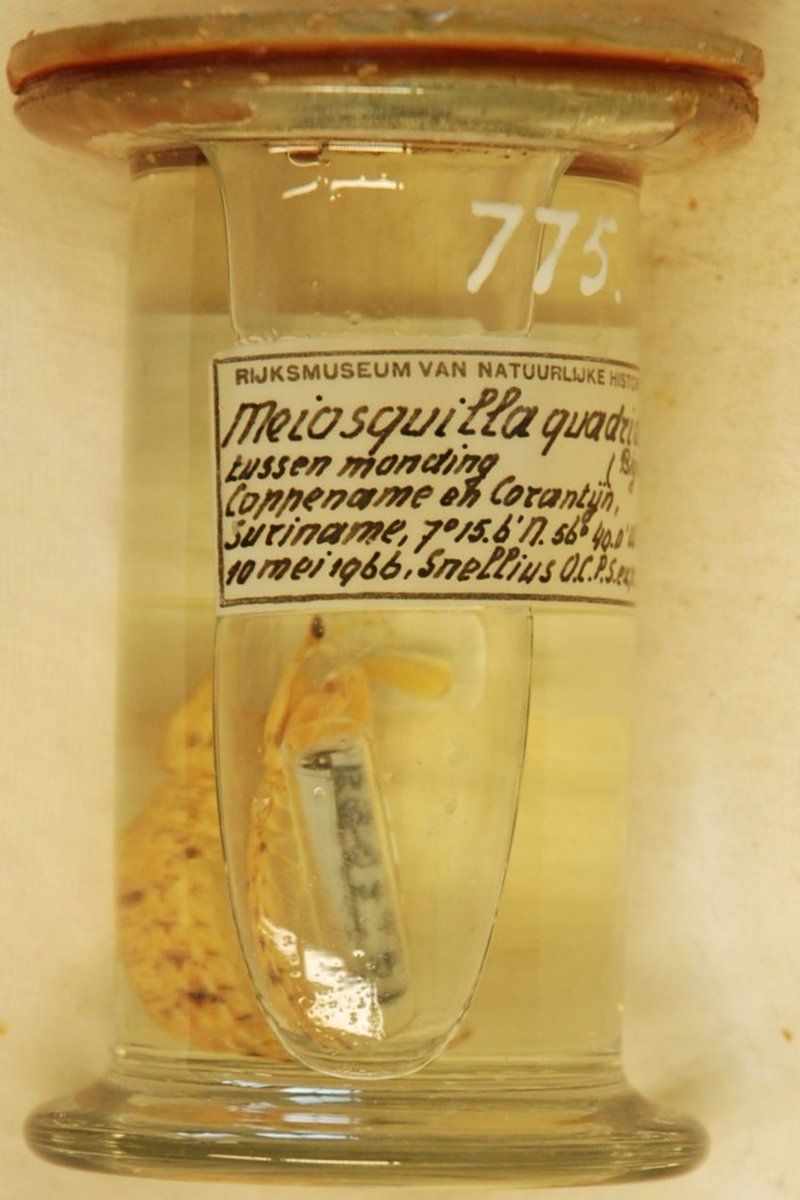 775.
RIJKSMUSEUM VAN NATUURLIJKE HISTO
Meiosquilla quadri
tussen monding (Big
Coppename en Corantijn,
Suriname, 7°15.6'N. 56° 40.0'
10 mei 1966, Snellius O.C.P.S.